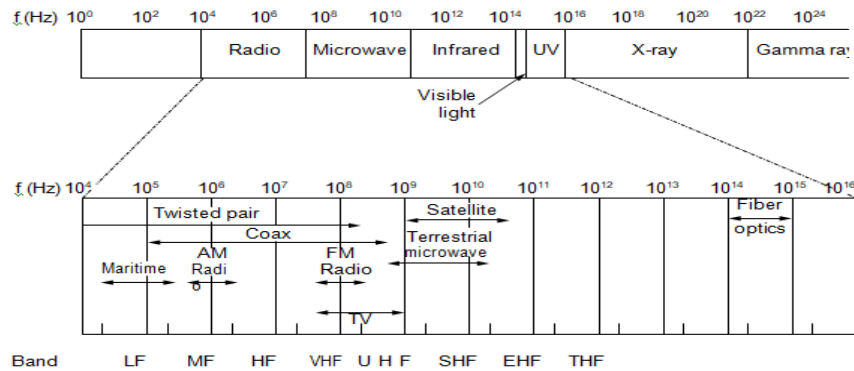 f (Hz) 10⁰ 10² 10⁴ 10⁶ 10⁸ 10¹⁰ 10¹² 10¹⁴ 10¹⁶ 10¹⁸ 10²⁰ 10²² 10²⁴
Radio Microwave Infrared UV X-ray Gamma ray
Visible
light
f (Hz) 10⁴ 10⁵ 10⁶ 10⁷ 10⁸ 10⁹ 10¹⁰ 10¹¹ 10¹² 10¹³ 10¹⁴ 10¹⁵ 10¹⁶
Twisted pair Satellite Fiber
Coax optics
AM FM Terrestrial
Maritime Radi Radio microwave
o
TV
Band LF MF HF VHF U H F SHF EHF THF